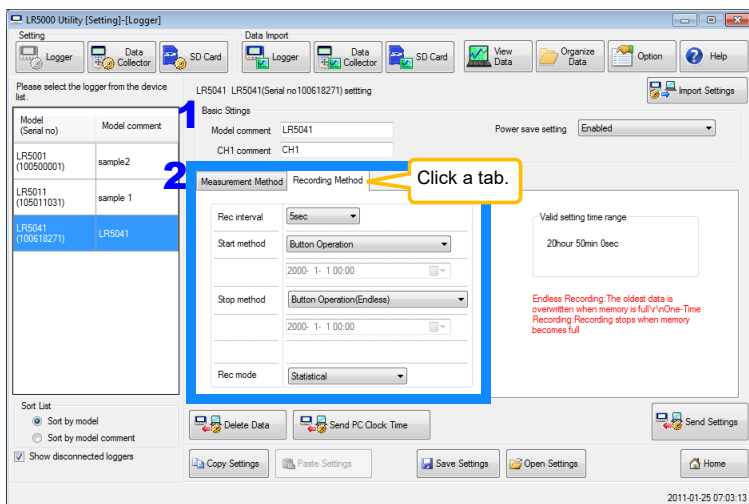 LR5000 Utility [Setting]-[Logger]
Setting
Data Import
Logger
Data Collector
SD Card
Logger
Data Collector
SD Card
View Data
Organize Data
Option
Help
Please select the logger from the device list.
LR5041 LR5041(Serial no100618271) settting
Import Settings
Model (Serial no)
Model comment
LR5001 (100500001)
sample2
LR5011 (105011031)
sample 1
LR5041 (100618271)
LR5041
1
Basic Sttings
Model comment
LR5041
Power save setting
Enabled
CH1 comment
CH1
2
Measurement Method
Recording Method
Click a tab.
Rec interval
5sec
Start method
Button Operation
2000- 1- 1 00:00
Stop method
Button Operation(Endless)
2000- 1- 1 00:00
Rec mode
Statistical
Valid setting time range
20hour 50min 0sec
Endless Recording:The oldest data is
overwritten when memory is full'r\nOne-Time
Recording:Recording stops when memory
becomes full
Sort List
Sort by model
Sort by model comment
Show disconnected loggers
Delete Data
Send PC Clock Time
Send Settings
Copy Settings
Paste Settings
Save Settings
Open Settings
Home
2011-01-25 07:03:13